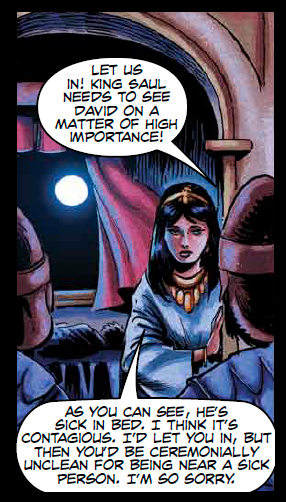 LET US
IN! KING SAUL
NEEDS TO SEE
DAVID ON A
MATTER OF HIGH
IMPORTANCE!
AS YOU CAN SEE, HE'S
SICK IN BED. I THINK IT'S
CONTAGIOUS. I'D LET YOU IN, BUT
THEN YOU'D BE CEREMONIALLY
UNCLEAN FOR BEING NEAR A SICK
PERSON. I'M SO SORRY.